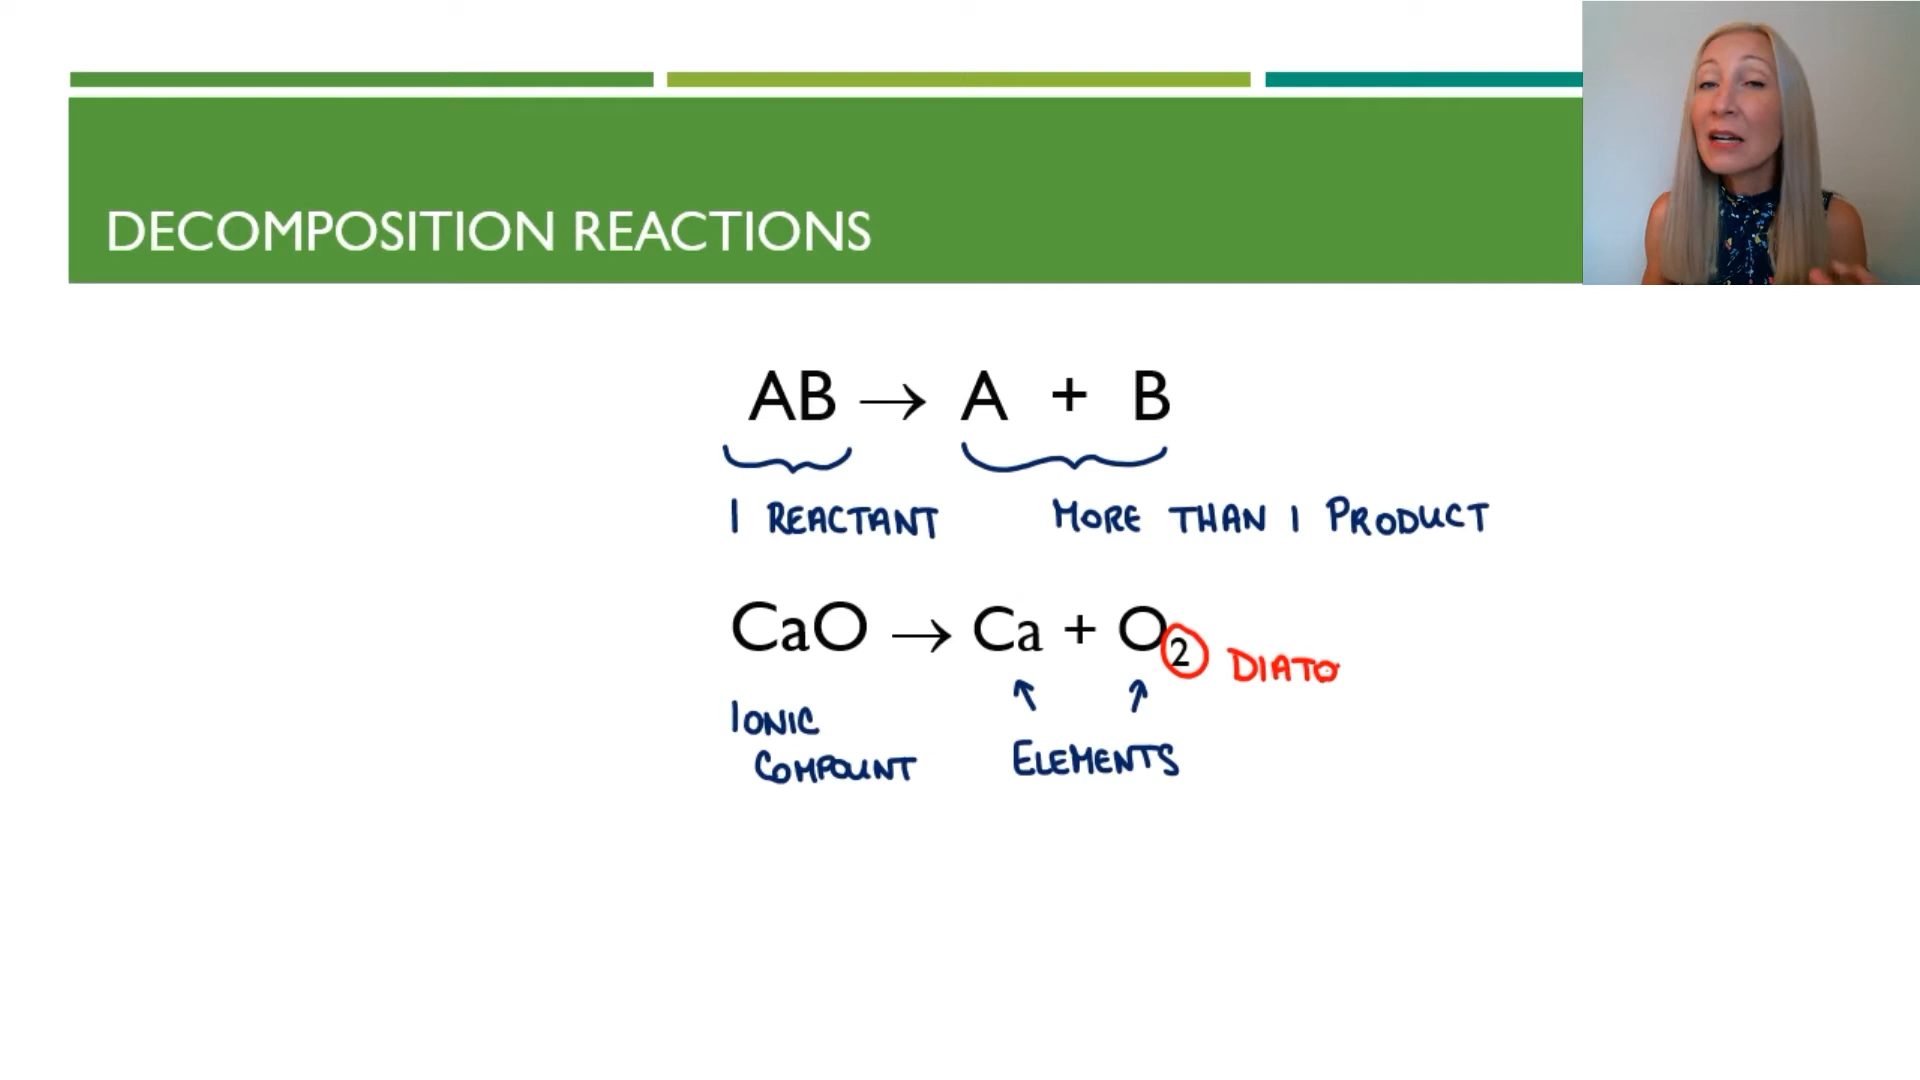 DECOMPOSITION REACTIONS
AB → A + B
1 REACTANT MORE THAN 1 PRODUCT
CaO → Ca + O₂ DIATO
IONIC
COMPOUNT ELEMENTS